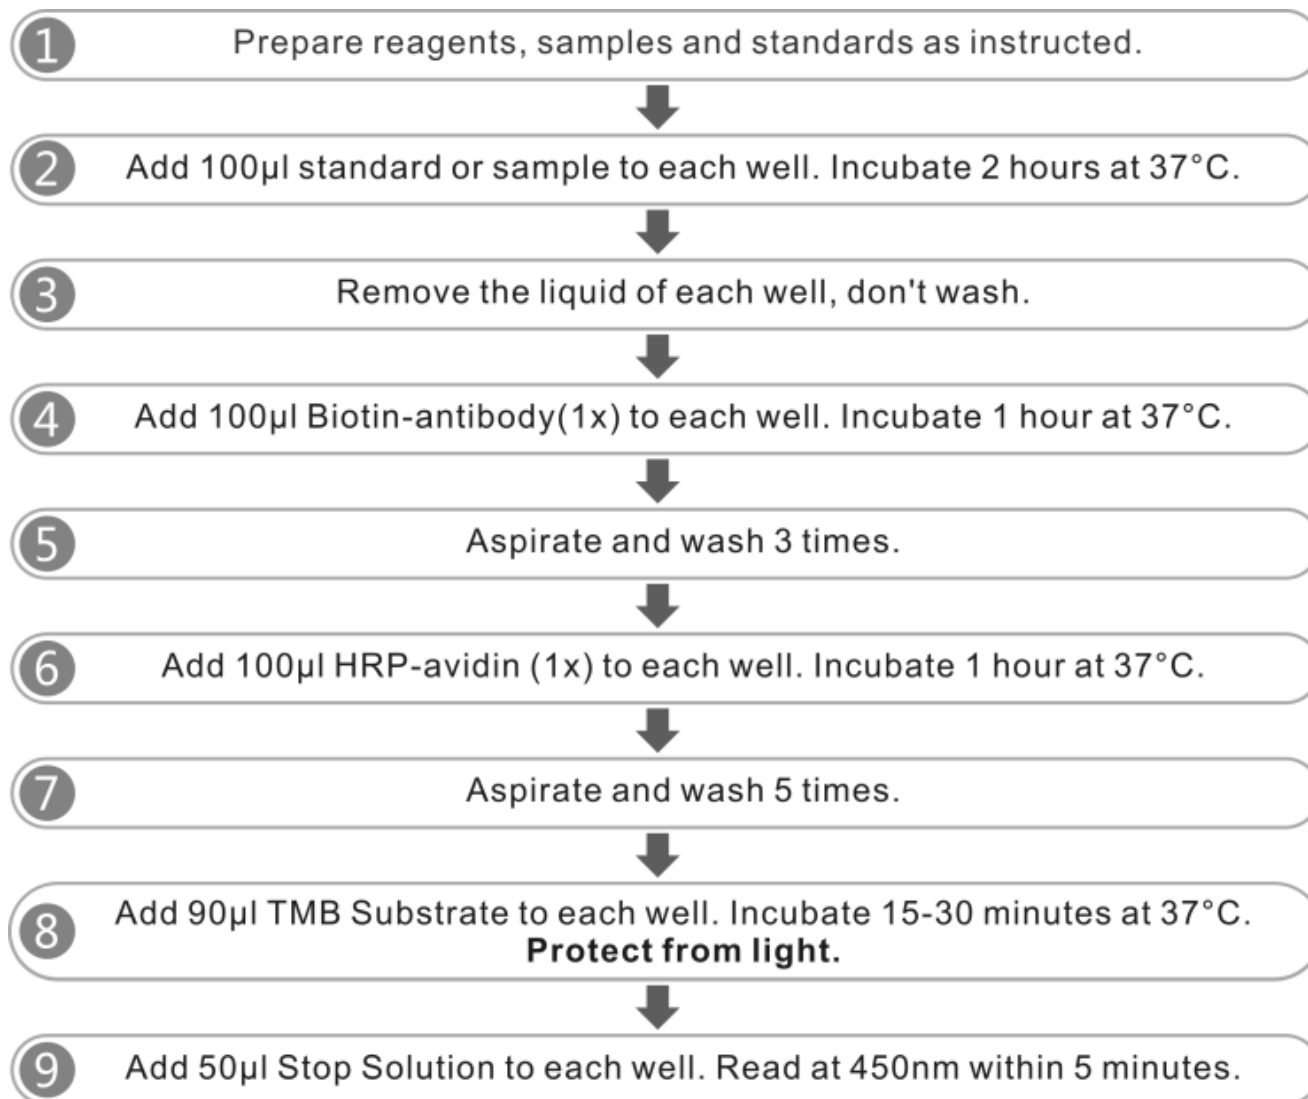 1 Prepare reagents, samples and standards as instructed.
2 Add 100µl standard or sample to each well. Incubate 2 hours at 37°C.
3 Remove the liquid of each well, don't wash.
4 Add 100µl Biotin-antibody(1x) to each well. Incubate 1 hour at 37°C.
5 Aspirate and wash 3 times.
6 Add 100µl HRP-avidin (1x) to each well. Incubate 1 hour at 37°C.
7 Aspirate and wash 5 times.
8 Add 90µl TMB Substrate to each well. Incubate 15-30 minutes at 37°C.
Protect from light.
9 Add 50µl Stop Solution to each well. Read at 450nm within 5 minutes.